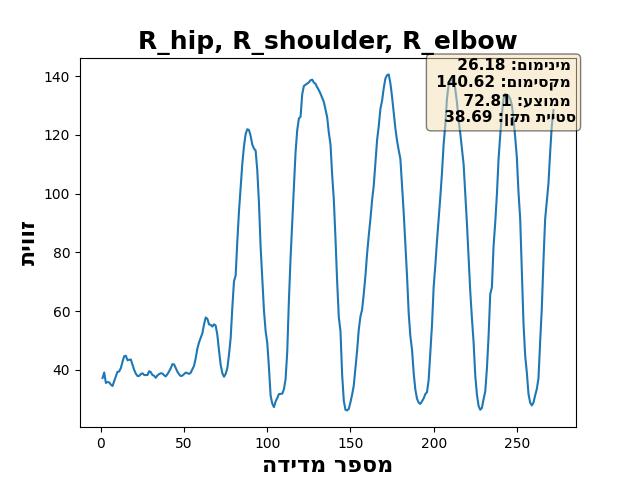 R_hip, R_shoulder, R_elbow
מינימום: 26.18
מקסימום: 140.62
ממוצע: 72.81
סטיית תקן: 38.69
140
120
100
80
60
40
זווית
0 50 100 150 200 250
מספר מדידה